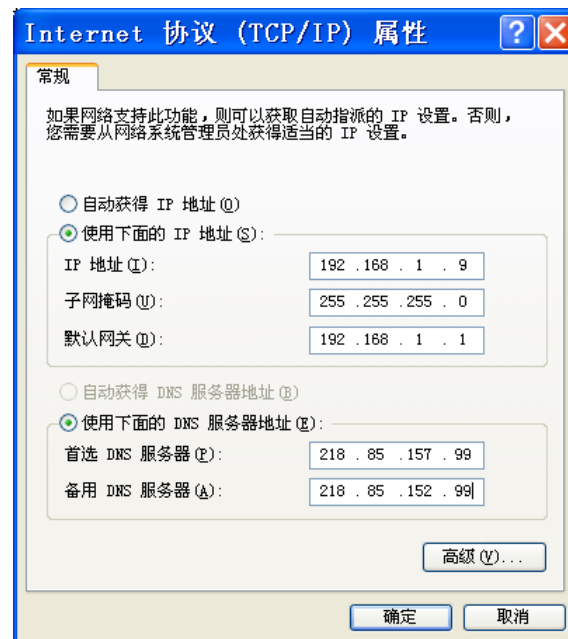 Internet 协议 (TCP/IP) 属性
常规
如果网络支持此功能，则可以获取自动指派的 IP 设置。否则，
您需要从网络系统管理员处获得适当的 IP 设置。
自动获得 IP 地址(O)
使用下面的 IP 地址(S):
IP 地址(I): 192 .168 . 1 . 9
子网掩码(U): 255 .255 .255 . 0
默认网关(D): 192 .168 . 1 . 1
自动获得 DNS 服务器地址(B)
使用下面的 DNS 服务器地址(E):
首选 DNS 服务器(P): 218 . 85 .157 . 99
备用 DNS 服务器(A): 218 . 85 .152 . 99
高级(V)...
确定 取消